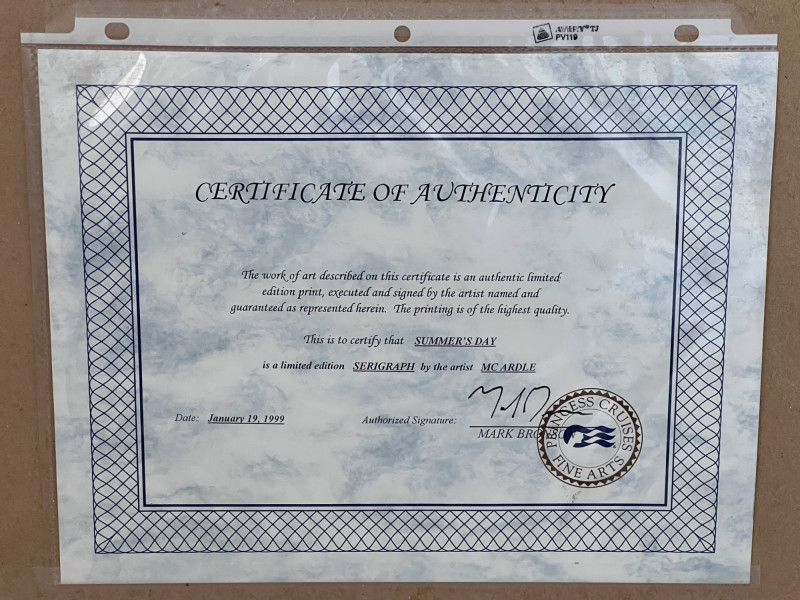 AVERY®
PV119
CERTIFICATE OF AUTHENTICITY
The work of art described on this certificate is an authentic limited
edition print, executed and signed by the artist named and
guaranteed as represented herein. The printing is of the highest quality.
This is to certify that SUMMER'S DAY
is a limited edition SERIGRAPH by the artist MC ARDLE
Date: January 19, 1999
Authorized Signature:
MARK
PRINCESS CRUISES
FINE ARTS